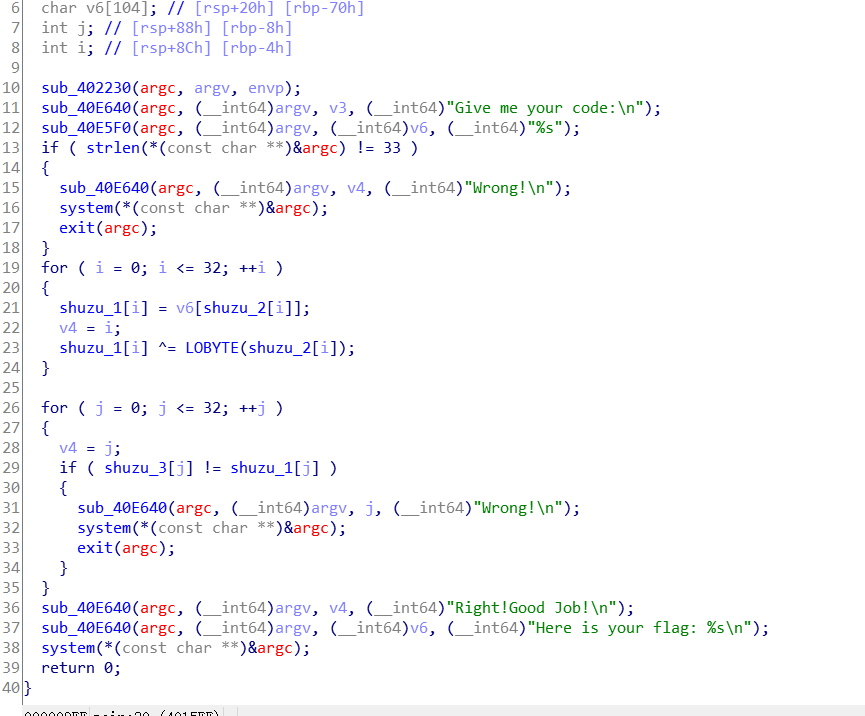 6 char v6[104]; // [rsp+20h] [rbp-70h]
7 int j; // [rsp+88h] [rbp-8h]
8 int i; // [rsp+8Ch] [rbp-4h]
9
10 sub_402230(argc, argv, envp);
11 sub_40E640(argc, (__int64)argv, v3, (__int64)"Give me your code:\n");
12 sub_40E5F0(argc, (__int64)argv, (__int64)v6, (__int64)"%s");
13 if ( strlen(*(const char **)&argc) != 33 )
14 {
15 sub_40E640(argc, (__int64)argv, v4, (__int64)"Wrong!\n");
16 system(*(const char **)&argc);
17 exit(argc);
18 }
19 for ( i = 0; i <= 32; ++i )
20 {
21 shuzu_1[i] = v6[shuzu_2[i]];
22 v4 = i;
23 shuzu_1[i] ^= LOBYTE(shuzu_2[i]);
24 }
25
26 for ( j = 0; j <= 32; ++j )
27 {
28 v4 = j;
29 if ( shuzu_3[j] != shuzu_1[j] )
30 {
31 sub_40E640(argc, (__int64)argv, j, (__int64)"Wrong!\n");
32 system(*(const char **)&argc);
33 exit(argc);
34 }
35 }
36 sub_40E640(argc, (__int64)argv, v4, (__int64)"Right!Good Job!\n");
37 sub_40E640(argc, (__int64)argv, (__int64)v6, (__int64)"Here is your flag: %s\n");
38 system(*(const char **)&argc);
39 return 0;
40 }